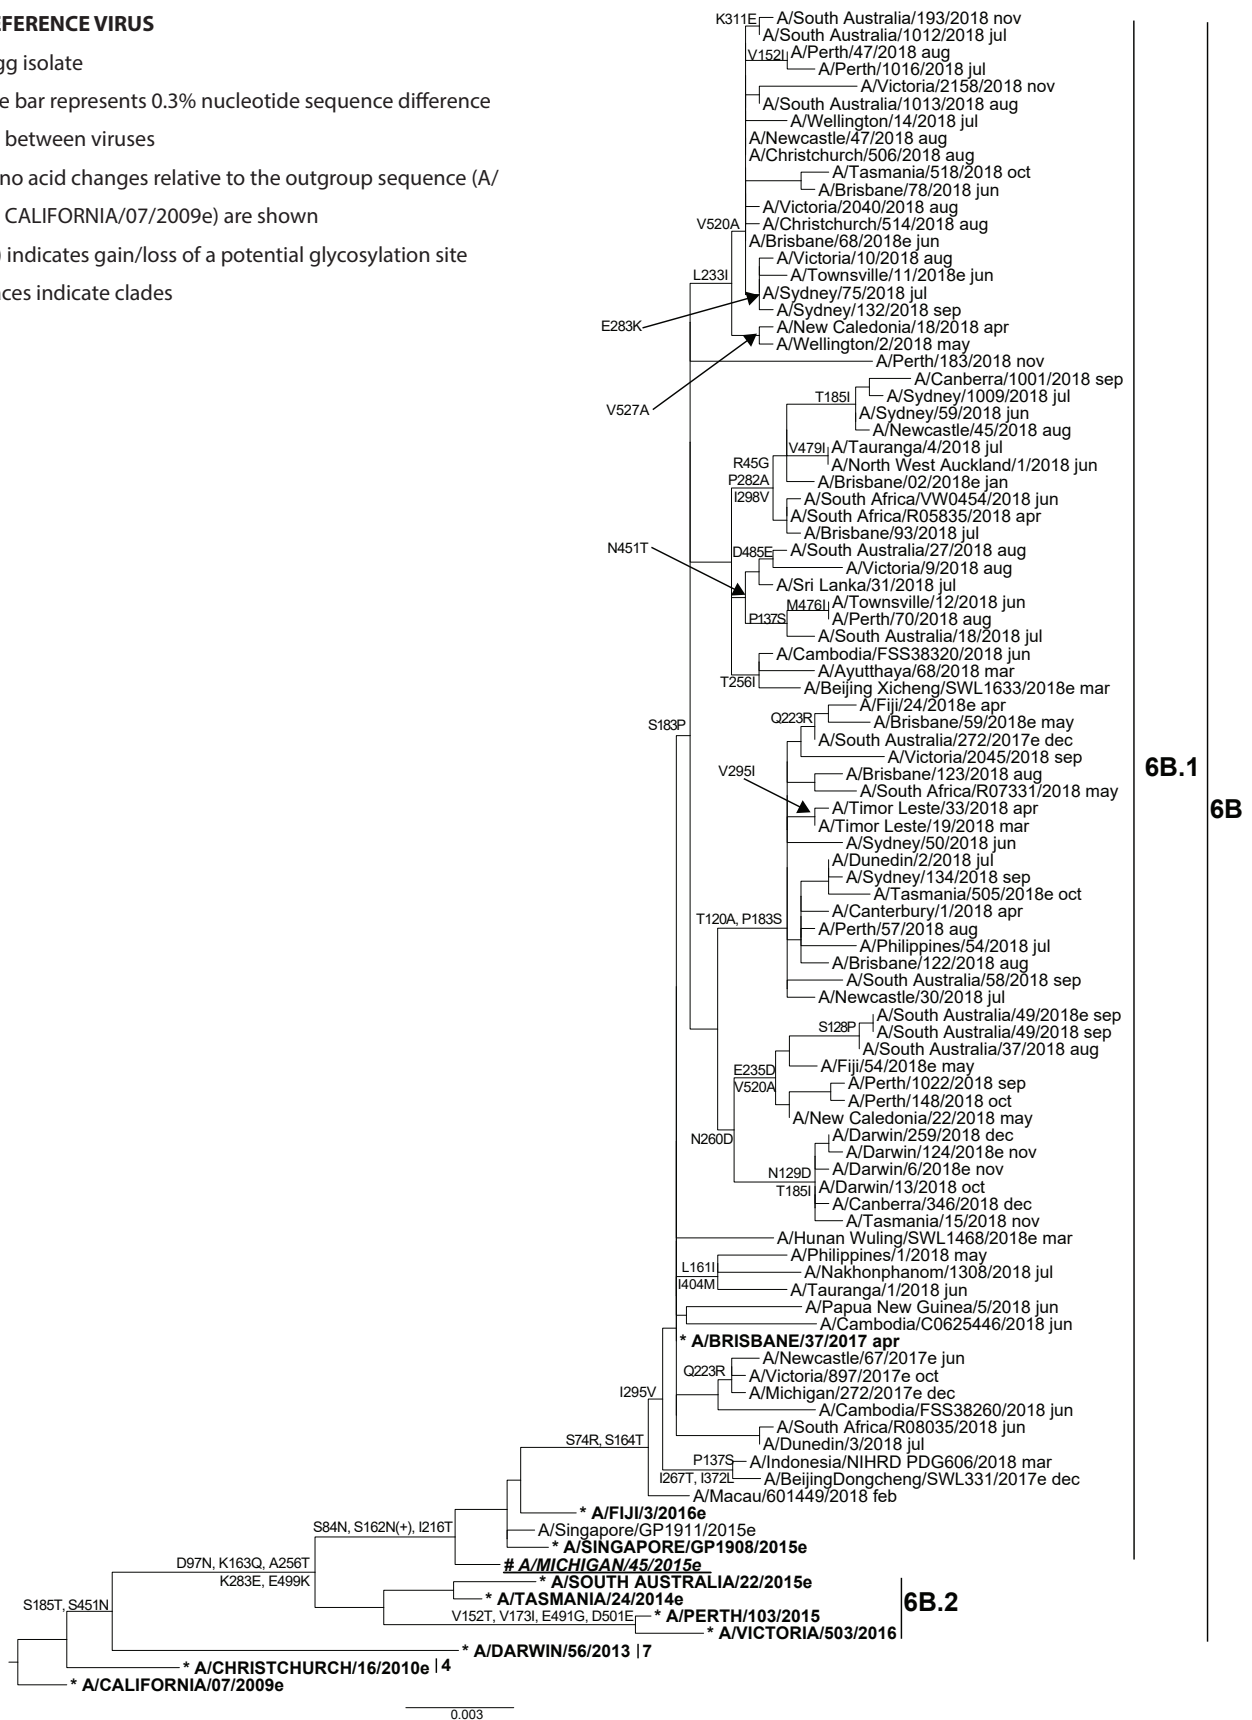 EFERENCE VIRUS
gg isolate
e bar represents 0.3% nucleotide sequence difference
between viruses
no acid changes relative to the outgroup sequence (A/
CALIFORNIA/07/2009e) are shown
) indicates gain/loss of a potential glycosylation site
ces indicate clades
K311E
A/South Australia/193/2018 nov
A/South Australia/1012/2018 jul
V152I
A/Perth/47/2018 aug
A/Perth/1016/2018 jul
A/Victoria/2158/2018 nov
A/South Australia/1013/2018 aug
A/Wellington/14/2018 jul
A/Newcastle/47/2018 aug
A/Christchurch/506/2018 aug
A/Tasmania/518/2018 oct
A/Brisbane/78/2018 jun
A/Victoria/2040/2018 aug
V520A
A/Christchurch/514/2018 aug
A/Brisbane/68/2018e jun
A/Victoria/10/2018 aug
L233I
A/Townsville/11/2018e jun
A/Sydney/75/2018 jul
A/Sydney/132/2018 sep
E283K
A/New Caledonia/18/2018 apr
A/Wellington/2/2018 may
A/Perth/183/2018 nov
A/Canberra/1001/2018 sep
T185I
A/Sydney/1009/2018 jul
V527A
A/Sydney/59/2018 jun
A/Newcastle/45/2018 aug
V479I
A/Tauranga/4/2018 jul
R45G
A/North West Auckland/1/2018 jun
P282A
A/Brisbane/02/2018e jan
I298V
A/South Africa/VW0454/2018 jun
A/South Africa/R05835/2018 apr
A/Brisbane/93/2018 jul
N451T
D485E
A/South Australia/27/2018 aug
A/Victoria/9/2018 aug
A/Sri Lanka/31/2018 jul
M476I
A/Townsville/12/2018 jun
P137S
A/Perth/70/2018 aug
A/South Australia/18/2018 jul
A/Cambodia/FSS38320/2018 jun
A/Ayutthaya/68/2018 mar
T256I
A/Beijing Xicheng/SWL1633/2018e mar
A/Fiji/24/2018e apr
Q223R
A/Brisbane/59/2018e may
S183P
A/South Australia/272/2017e dec
A/Victoria/2045/2018 sep
V295I
A/Brisbane/123/2018 aug
6B.1
A/South Africa/R07331/2018 may
A/Timor Leste/33/2018 apr
6B
A/Timor Leste/19/2018 mar
A/Sydney/50/2018 jun
A/Dunedin/2/2018 jul
A/Sydney/134/2018 sep
A/Tasmania/505/2018e oct
A/Canterbury/1/2018 apr
T120A, P183S
A/Perth/57/2018 aug
A/Philippines/54/2018 jul
A/Brisbane/122/2018 aug
A/South Australia/58/2018 sep
A/Newcastle/30/2018 jul
A/South Australia/49/2018e sep
S128P
A/South Australia/49/2018 sep
A/South Australia/37/2018 aug
A/Fiji/54/2018e may
E235D
V520A
A/Perth/1022/2018 sep
A/Perth/148/2018 oct
A/New Caledonia/22/2018 may
N260D
A/Darwin/259/2018 dec
A/Darwin/124/2018e nov
N129D
A/Darwin/6/2018e nov
T185I
A/Darwin/13/2018 oct
A/Canberra/346/2018 dec
A/Tasmania/15/2018 nov
A/Hunan Wuling/SWL1468/2018e mar
A/Philippines/1/2018 may
L161I
A/Nakhonphanom/1308/2018 jul
I404M
A/Tauranga/1/2018 jun
A/Papua New Guinea/5/2018 jun
A/Cambodia/C0625446/2018 jun
* A/BRISBANE/37/2017 apr
A/Newcastle/67/2017e jun
Q223R
A/Victoria/897/2017e oct
I295V
A/Michigan/272/2017e dec
A/Cambodia/FSS38260/2018 jun
A/South Africa/R08035/2018 jun
S74R, S164T
A/Dunedin/3/2018 jul
P137S
A/Indonesia/NIHRD PDG606/2018 mar
I267T, I372L
A/BeijingDongcheng/SWL331/2017e dec
A/Macau/601449/2018 feb
* A/FIJI/3/2016e
S84N, S162N(+), I216T
A/Singapore/GP1911/2015e
* A/SINGAPORE/GP1908/2015e
D97N, K163Q, A256T
# A/MICHIGAN/45/2015e
K283E, E499K
* A/SOUTH AUSTRALIA/22/2015e
* A/TASMANIA/24/2014e
6B.2
S185T, S451N
V152T, V173I, E491G, D501E
* A/PERTH/103/2015
* A/VICTORIA/503/2016
* A/DARWIN/56/2013 |7
* A/CHRISTCHURCH/16/2010e |4
* A/CALIFORNIA/07/2009e
0.003